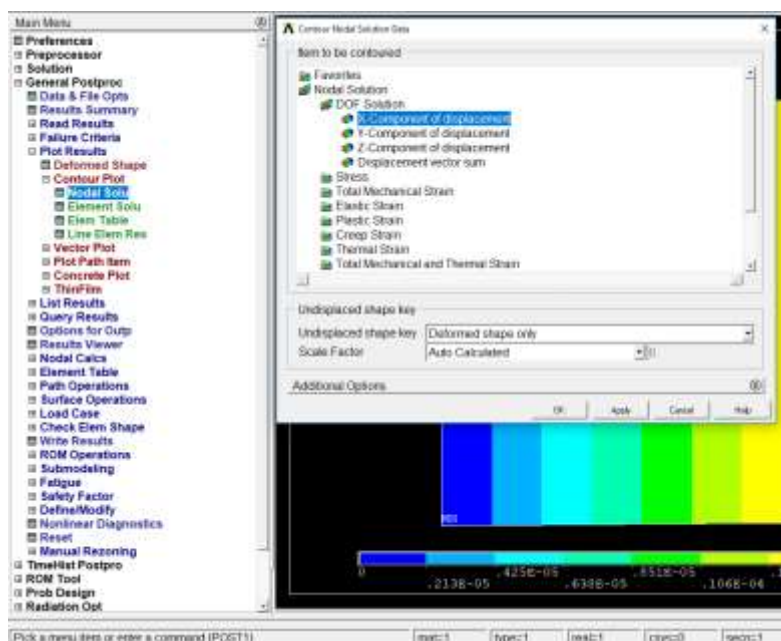 Main Menu
Preferences
Preprocessor
Solution
General Postproc
Data & File Opts
Results Summary
Read Results
Failure Criteria
Plot Results
Deformed Shape
Contour Plot
Nodal Solu
Element Solu
Elem Table
Line Elem Res
Vector Plot
Plot Path Item
Concrete Plot
ThinFilm
List Results
Query Results
Options for Outp
Results Viewer
Nodal Calcs
Element Table
Path Operations
Surface Operations
Load Case
Check Elem Shape
Write Results
ROM Operations
Submodeling
Fatigue
Safety Factor
Define/Modify
Nonlinear Diagnostics
Reset
Manual Rezoning
TimeHist Postpro
ROM Tool
Prob Design
Radiation Opt
Contour Nodal Solution Data
Item to be contoured
Favorites
Nodal Solution
DOF Solution
X-Component of displacement
Y-Component of displacement
Z-Component of displacement
Displacement vector sum
Stress
Total Mechanical Strain
Elastic Strain
Plastic Strain
Creep Strain
Thermal Strain
Total Mechanical and Thermal Strain
Undisplaced shape key
Undisplaced shape key Deformed shape only
Scale Factor Auto Calculated
Additional Options
OK Apply Cancel Help
MN
0 .425E-05 .851E-05
.213E-05 .638E-05 .106E-04
Pick a menu item or enter a command (POST1) mat=1 type=1 real=1 csys=0 secn=1